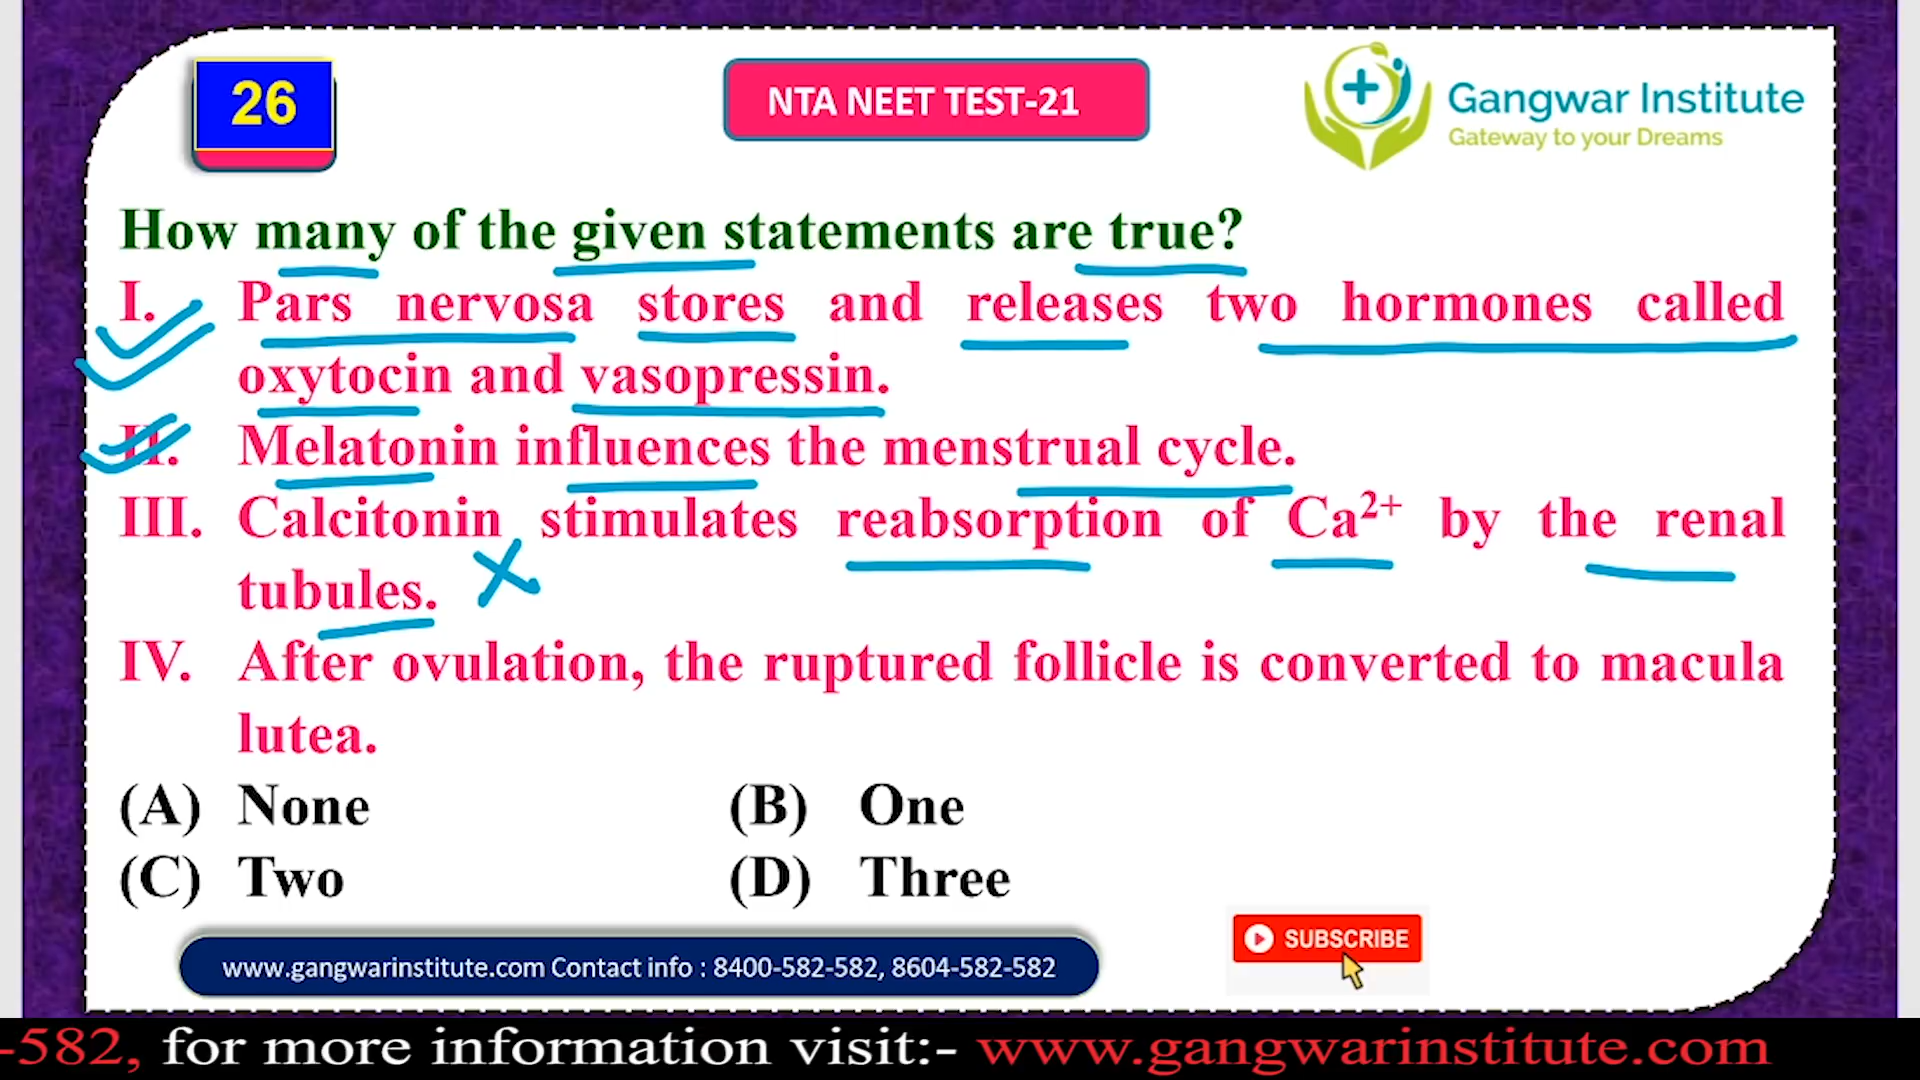 26
NTA NEET TEST-21
Gangwar Institute
Gateway to your Dreams
How many of the given statements are true?
I. Pars nervosa stores and releases two hormones called
oxytocin and vasopressin.
II. Melatonin influences the menstrual cycle.
III. Calcitonin stimulates reabsorption of Ca²⁺ by the renal
tubules.
IV. After ovulation, the ruptured follicle is converted to macula
lutea.
(A) None (B) One
(C) Two (D) Three
SUBSCRIBE
www.gangwarinstitute.com Contact info : 8400-582-582, 8604-582-582
-582, for more information visit:- www.gangwarinstitute.com